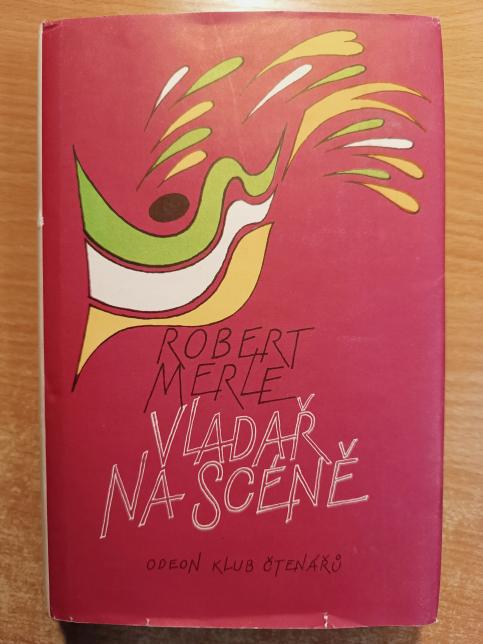 ROBERT
MERLE
VLADAŘ
NA SCÉNĚ
ODEON KLUB ČTENÁŘŮ